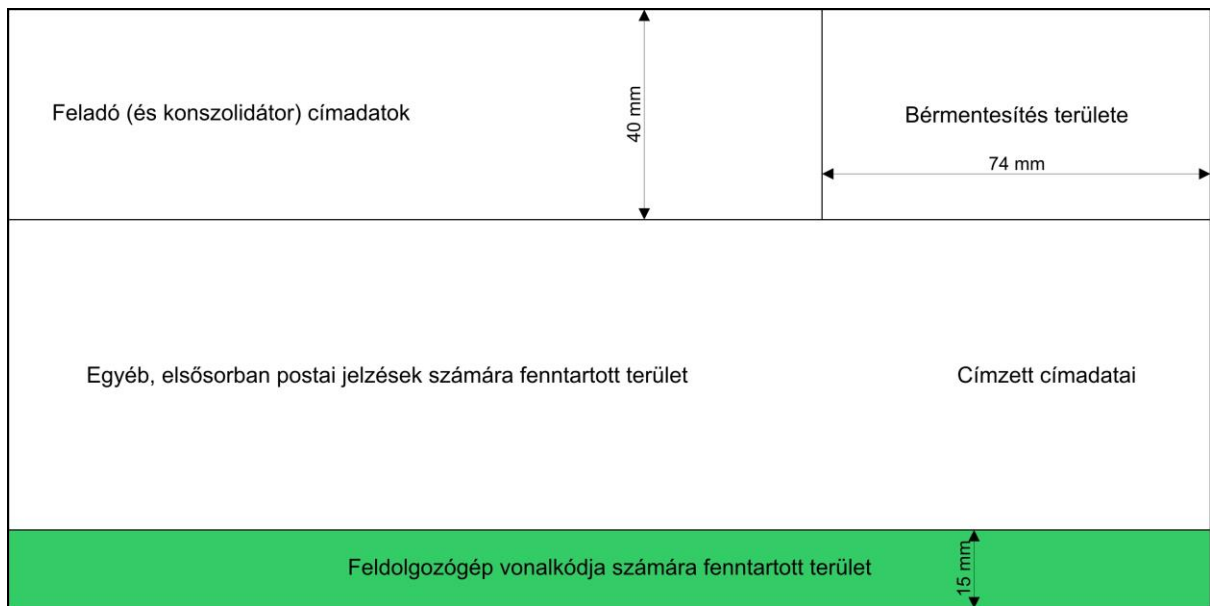 Feladó (és konszolidátor) címadatok
40 mm
Bérmentesítés területe
74 mm
Egyéb, elsősorban postai jelzések számára fenntartott terület
Címzett címadatai
Feldolgozógép vonalkódja számára fenntartott terület
15 mm